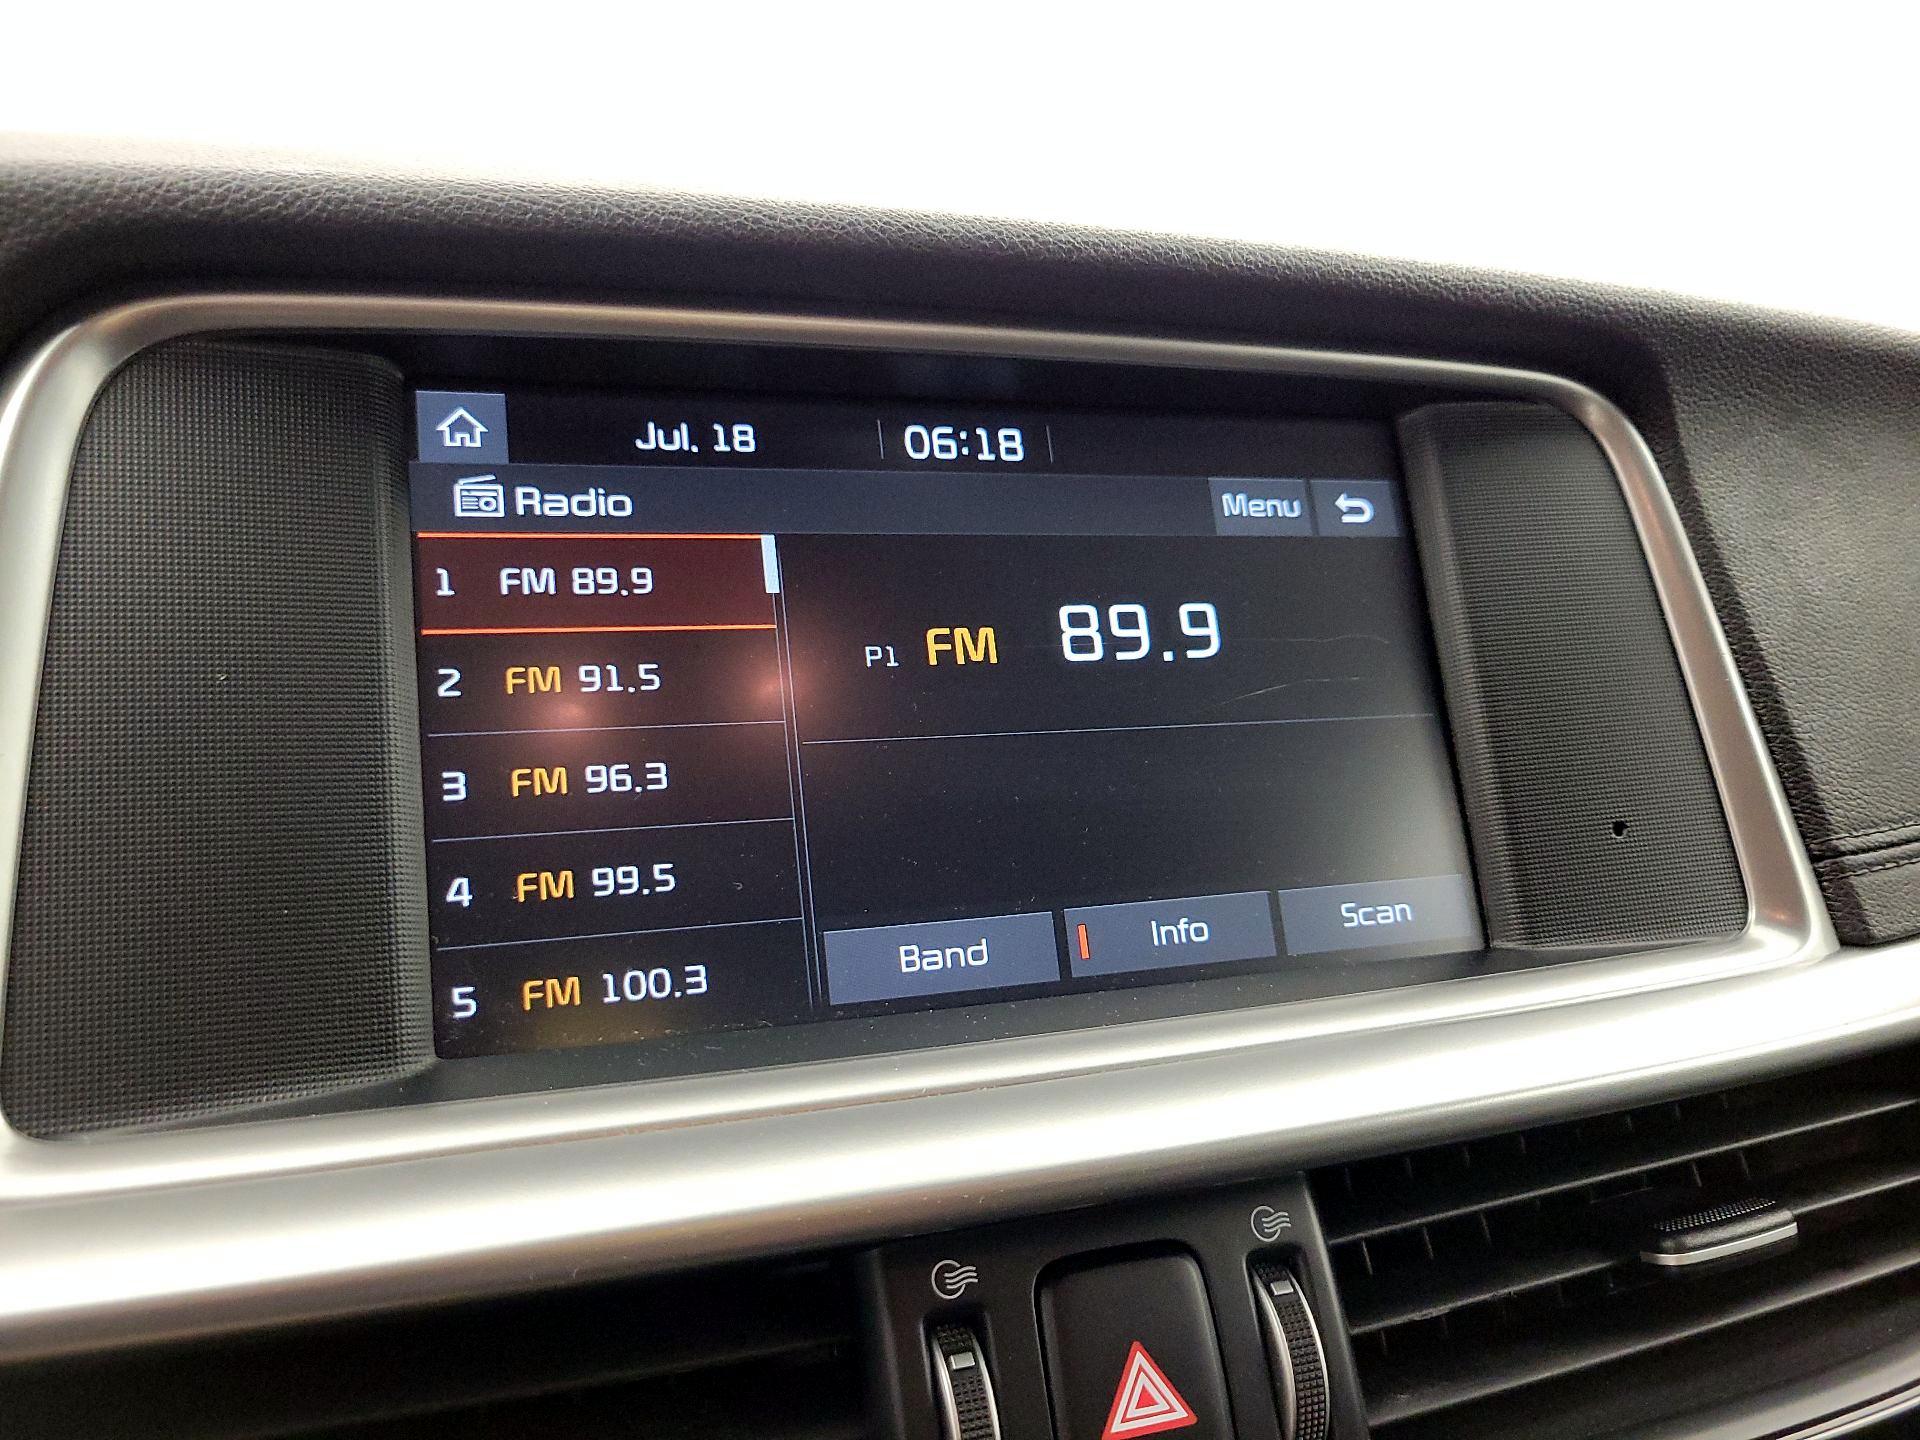 Jul. 18 06:18
Radio Menu
1 FM 89.9
2 FM 91.5
3 FM 96.3
4 FM 99.5
5 FM 100.3
P1 FM 89.9
Band Info Scan